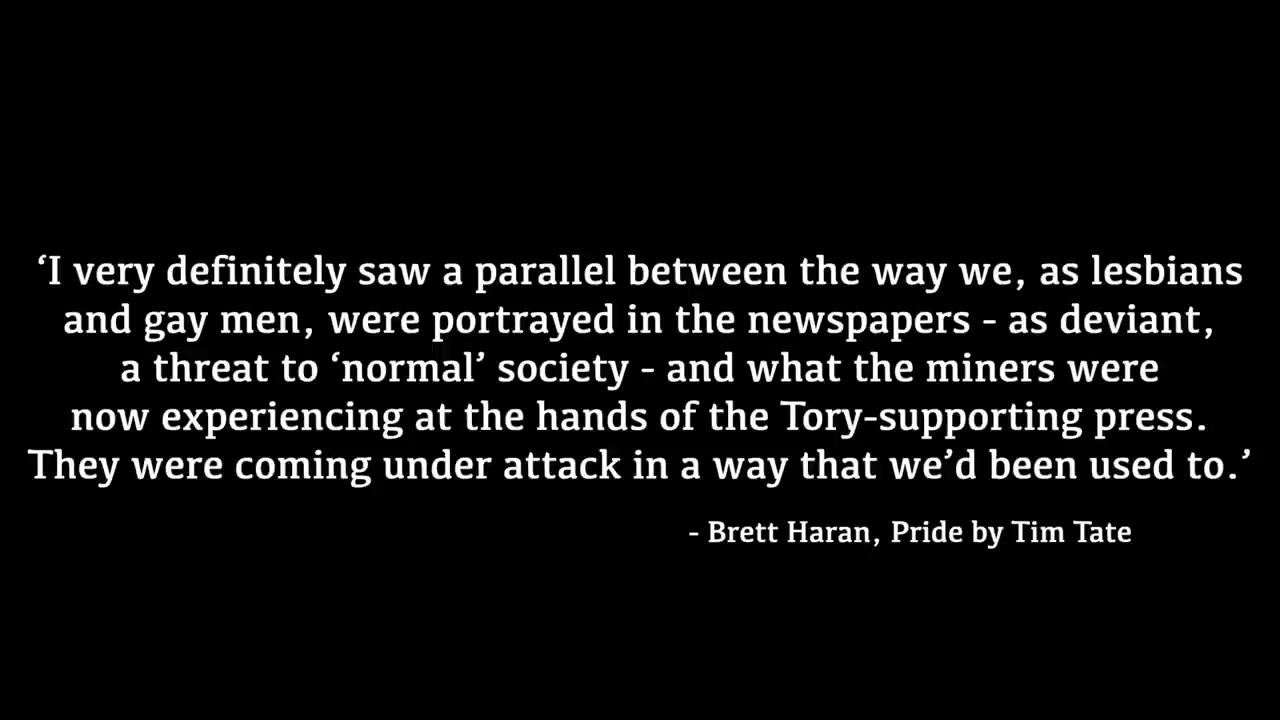 ‘I very definitely saw a parallel between the way we, as lesbians
and gay men, were portrayed in the newspapers - as deviant,
a threat to ‘normal’ society - and what the miners were
now experiencing at the hands of the Tory-supporting press.
They were coming under attack in a way that we’d been used to.’
- Brett Haran, Pride by Tim Tate